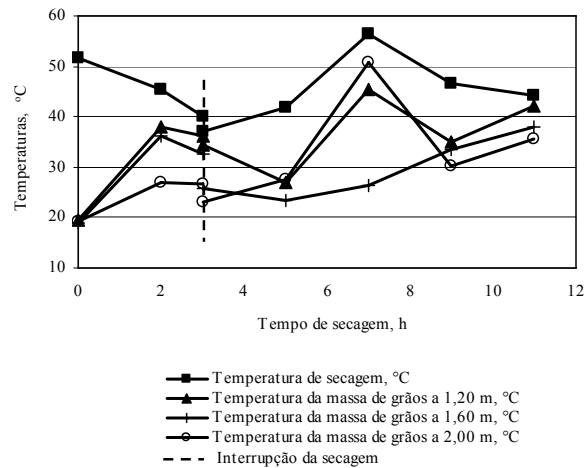 60
50
40
30
20
10
Temperaturas, °C
0 2 4 6 8 10 12
Tempo de secagem, h
Temperatura de secagem, °C
Temperatura da massa de grãos a 1,20 m, °C
Temperatura da massa de grãos a 1,60 m, °C
Temperatura da massa de grãos a 2,00 m, °C
Interrupção da secagem